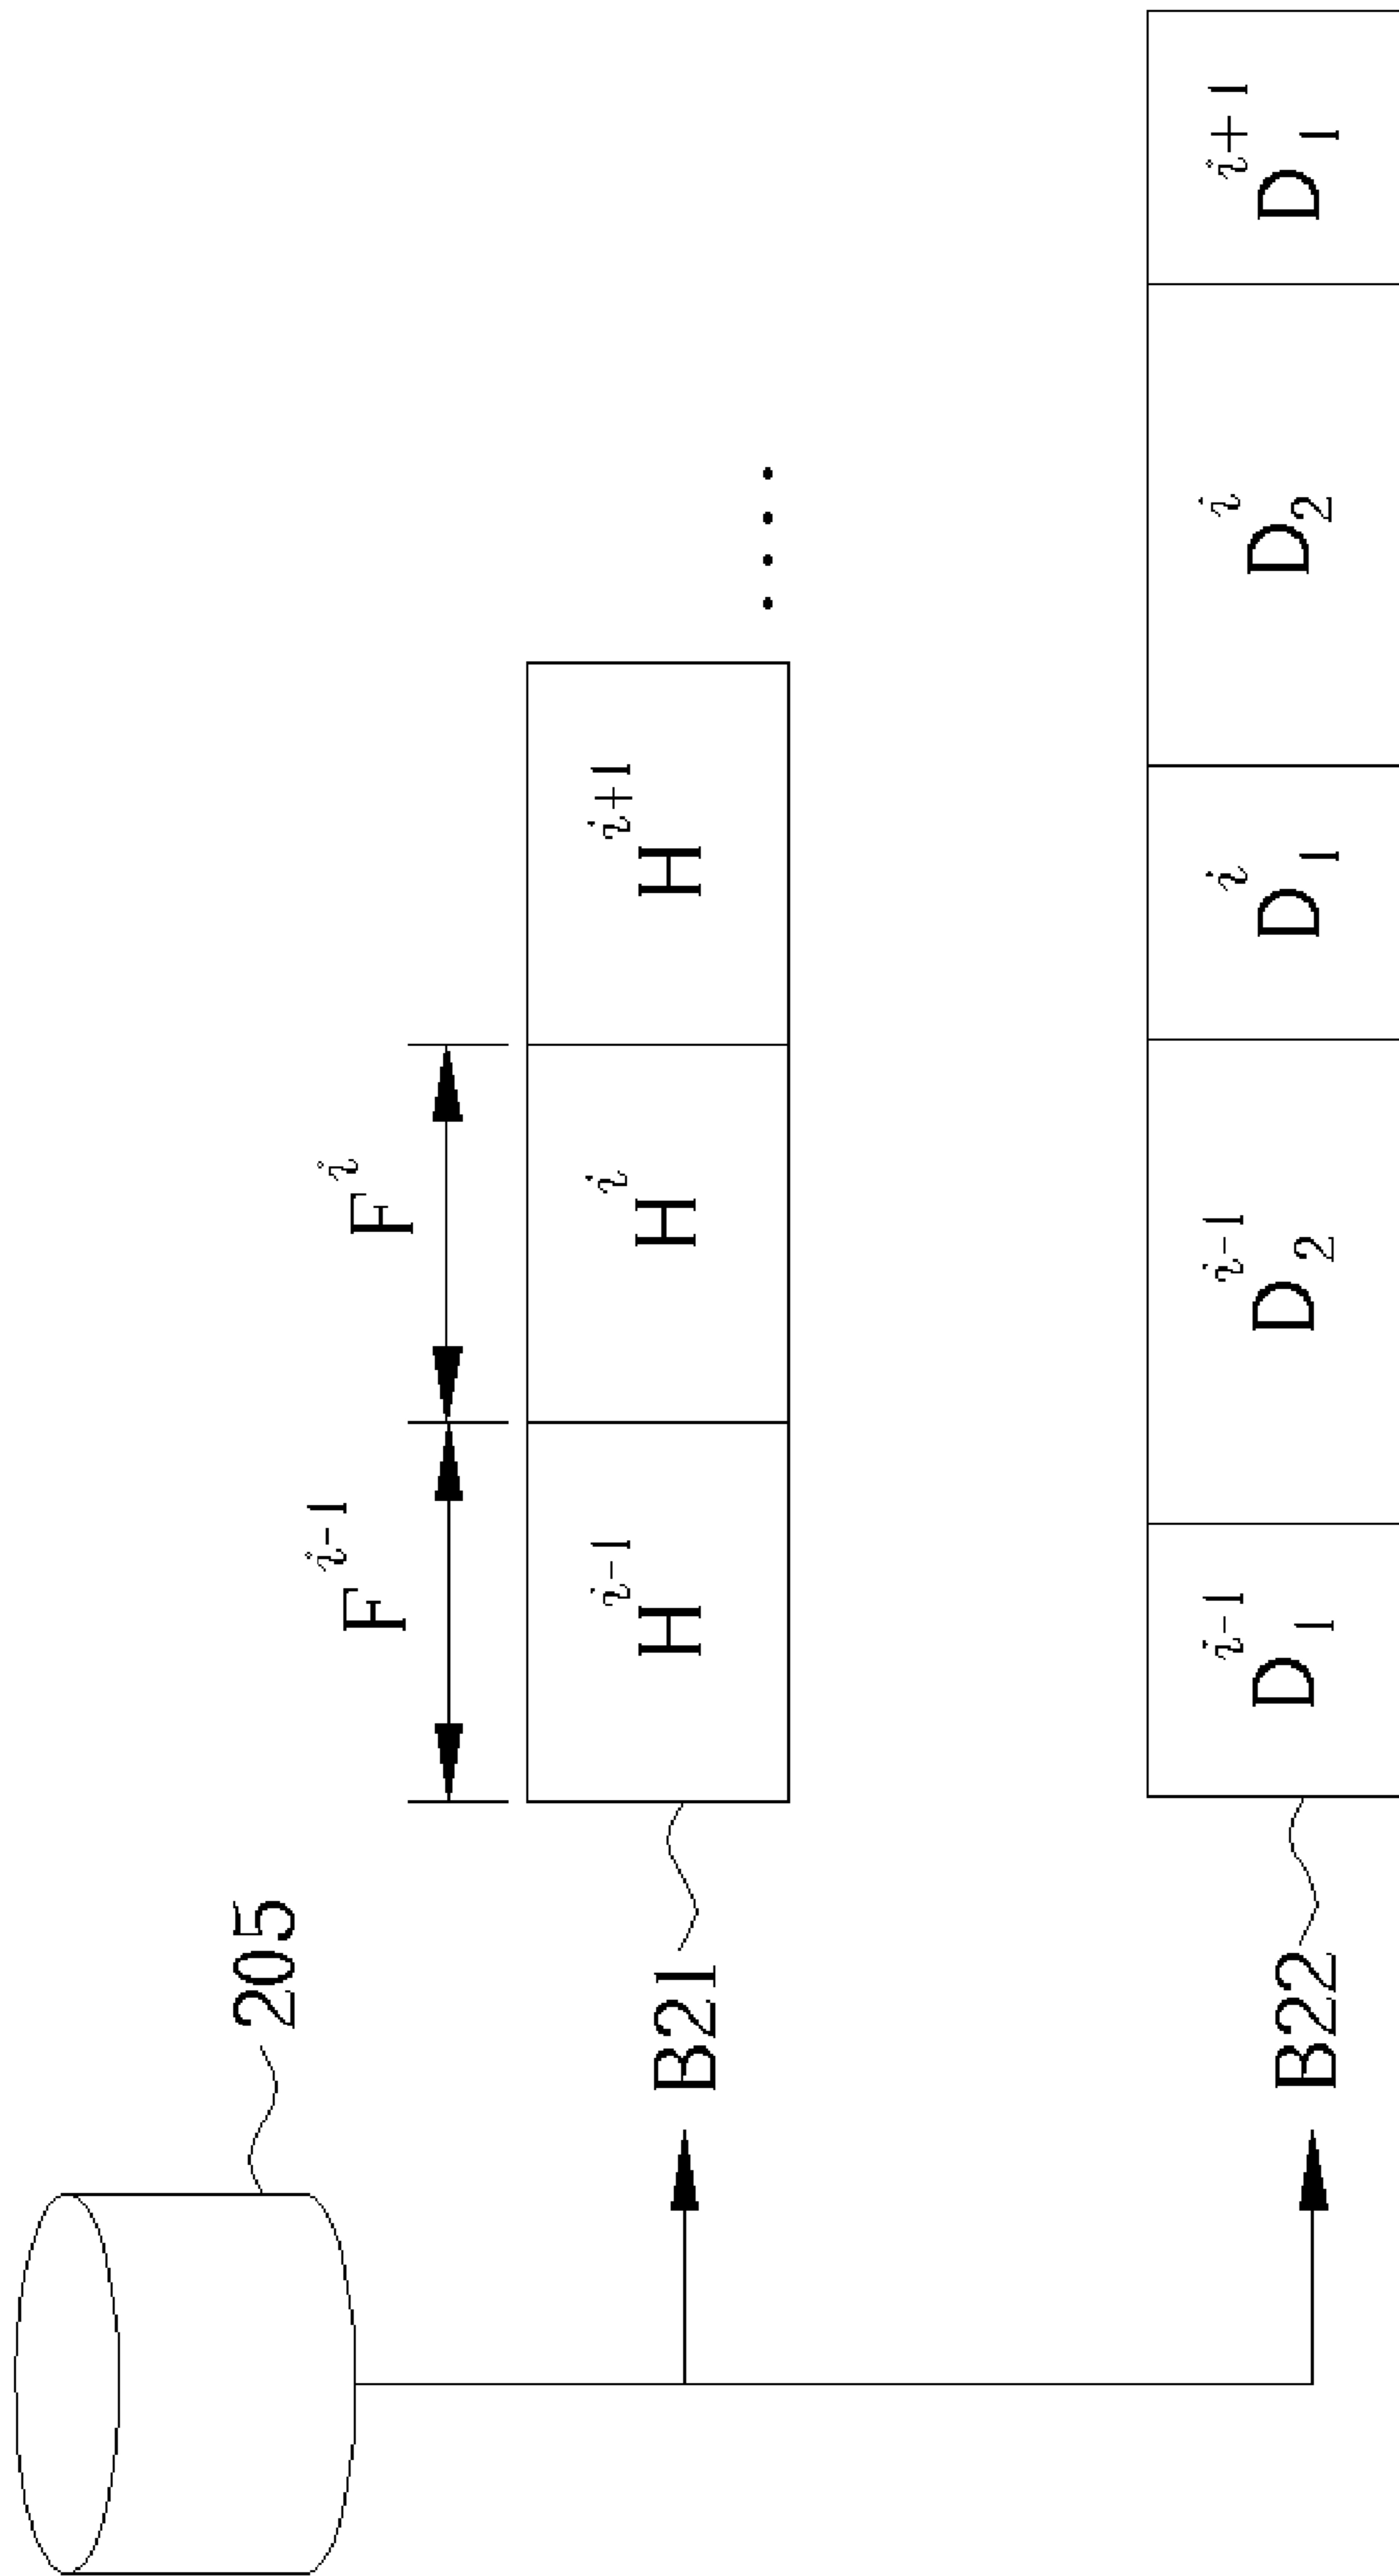 205
F^{i-1} F^{i}
B21 H^{i-1} H^{i} H^{i+1} ....
B22 D_1^{i-1} D_2^{i-1} D_1^{i} D_2^{i} D_1^{i+1}